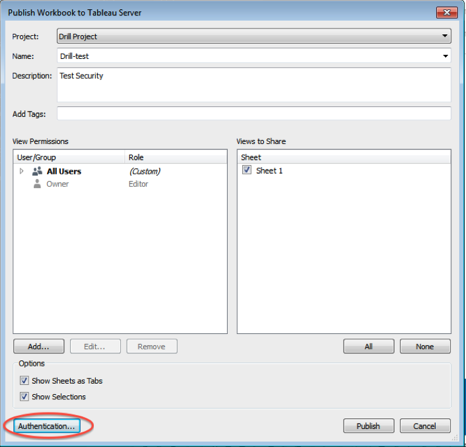 Publish Workbook to Tableau Server
Project: Drill Project
Name: Drill-test
Description: Test Security
Add Tags:
View Permissions
User/Group Role
All Users (Custom)
Owner Editor
Views to Share
Sheet
Sheet 1
Add... Edit... Remove
All None
Options
Show Sheets as Tabs
Show Selections
Authentication... Publish Cancel